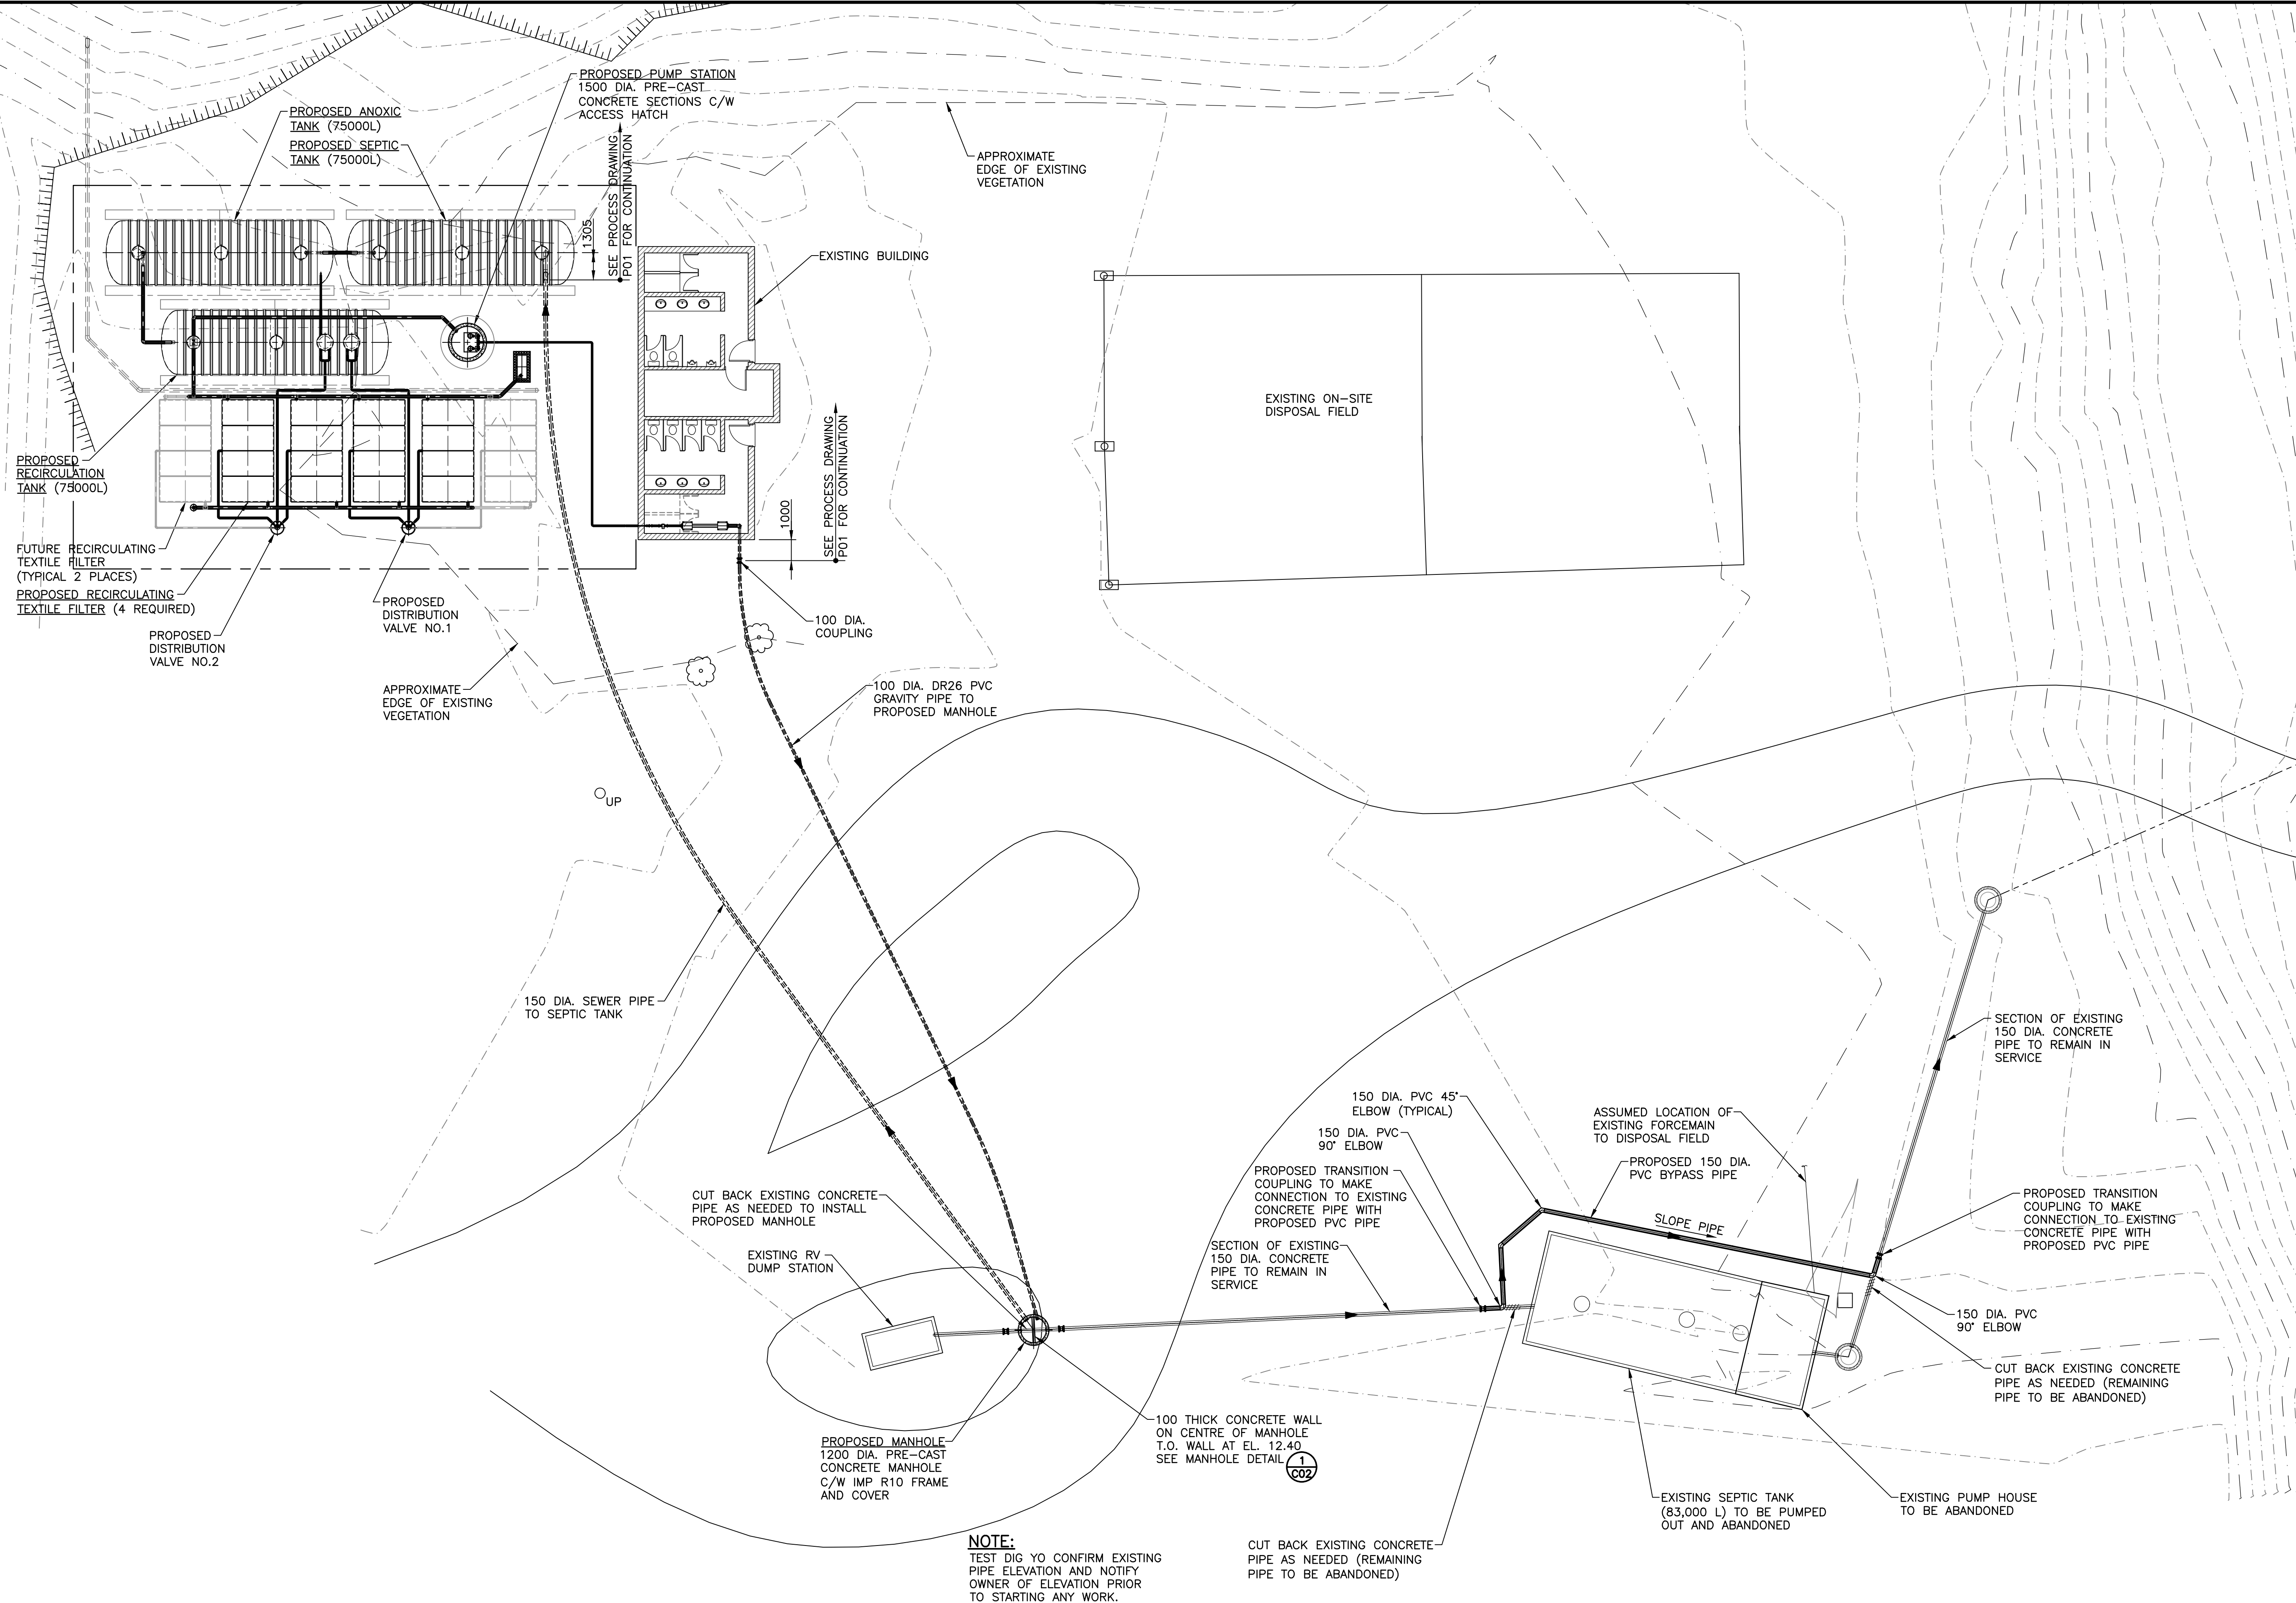 PROPOSED PUMP STATION
1500 DIA. PRE-CAST
CONCRETE SECTIONS C/W
ACCESS HATCH
PROPOSED ANOXIC
TANK (75000L)
PROPOSED SEPTIC
TANK (75000L)
SEE PROCESS DRAWING
P01 FOR CONTINUATION
1305
APPROXIMATE
EDGE OF EXISTING
VEGETATION
EXISTING BUILDING
EXISTING ON-SITE
DISPOSAL FIELD
PROPOSED
RECIRCULATION
TANK (75000L)
FUTURE RECIRCULATING
TEXTILE FILTER
(TYPICAL 2 PLACES)
PROPOSED RECIRCULATING
TEXTILE FILTER (4 REQUIRED)
PROPOSED
DISTRIBUTION
VALVE NO.2
PROPOSED
DISTRIBUTION
VALVE NO.1
1000
SEE PROCESS DRAWING
P01 FOR CONTINUATION
100 DIA.
COUPLING
APPROXIMATE
EDGE OF EXISTING
VEGETATION
100 DIA. DR26 PVC
GRAVITY PIPE TO
PROPOSED MANHOLE
UP
150 DIA. SEWER PIPE
TO SEPTIC TANK
SECTION OF EXISTING
150 DIA. CONCRETE
PIPE TO REMAIN IN
SERVICE
150 DIA. PVC 45°
ELBOW (TYPICAL)
150 DIA. PVC
90° ELBOW
ASSUMED LOCATION OF
EXISTING FORCEMAIN
TO DISPOSAL FIELD
PROPOSED TRANSITION
COUPLING TO MAKE
CONNECTION TO EXISTING
CONCRETE PIPE WITH
PROPOSED PVC PIPE
PROPOSED 150 DIA.
PVC BYPASS PIPE
SLOPE PIPE
CUT BACK EXISTING CONCRETE
PIPE AS NEEDED TO INSTALL
PROPOSED MANHOLE
PROPOSED TRANSITION
COUPLING TO MAKE
CONNECTION TO EXISTING
CONCRETE PIPE WITH
PROPOSED PVC PIPE
EXISTING RV
DUMP STATION
SECTION OF EXISTING
150 DIA. CONCRETE
PIPE TO REMAIN IN
SERVICE
150 DIA. PVC
90° ELBOW
CUT BACK EXISTING CONCRETE
PIPE AS NEEDED (REMAINING
PIPE TO BE ABANDONED)
PROPOSED MANHOLE
1200 DIA. PRE-CAST
CONCRETE MANHOLE
C/W IMP R10 FRAME
AND COVER
100 THICK CONCRETE WALL
ON CENTRE OF MANHOLE
T.O. WALL AT EL. 12.40
SEE MANHOLE DETAIL
1
C02
EXISTING SEPTIC TANK
(83,000 L) TO BE PUMPED
OUT AND ABANDONED
EXISTING PUMP HOUSE
TO BE ABANDONED
NOTE:
TEST DIG YO CONFIRM EXISTING
PIPE ELEVATION AND NOTIFY
OWNER OF ELEVATION PRIOR
TO STARTING ANY WORK.
CUT BACK EXISTING CONCRETE
PIPE AS NEEDED (REMAINING
PIPE TO BE ABANDONED)